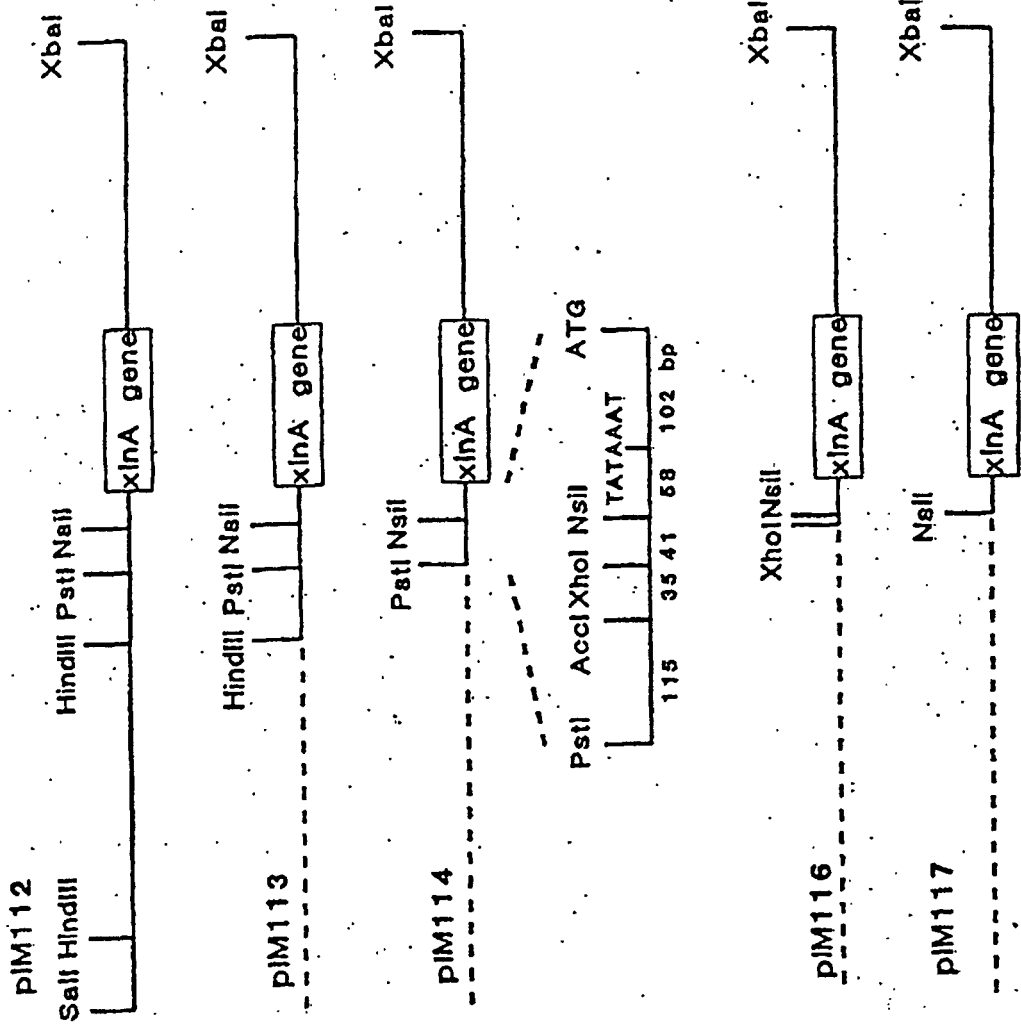 pIM112
SalI HindIII HindIII PstI NsiI XbaI
xlnA gene
pIM113
HindIII PstI NsiI XbaI
xlnA gene
pIM114
PstI NsiI XbaI
xlnA gene
PstI AccI XhoI NsiI TATAAAT ATG
115 35 41 58 102 bp
pIM116
XhoI NsiI XbaI
xlnA gene
pIM117
NsiI XbaI
xlnA gene